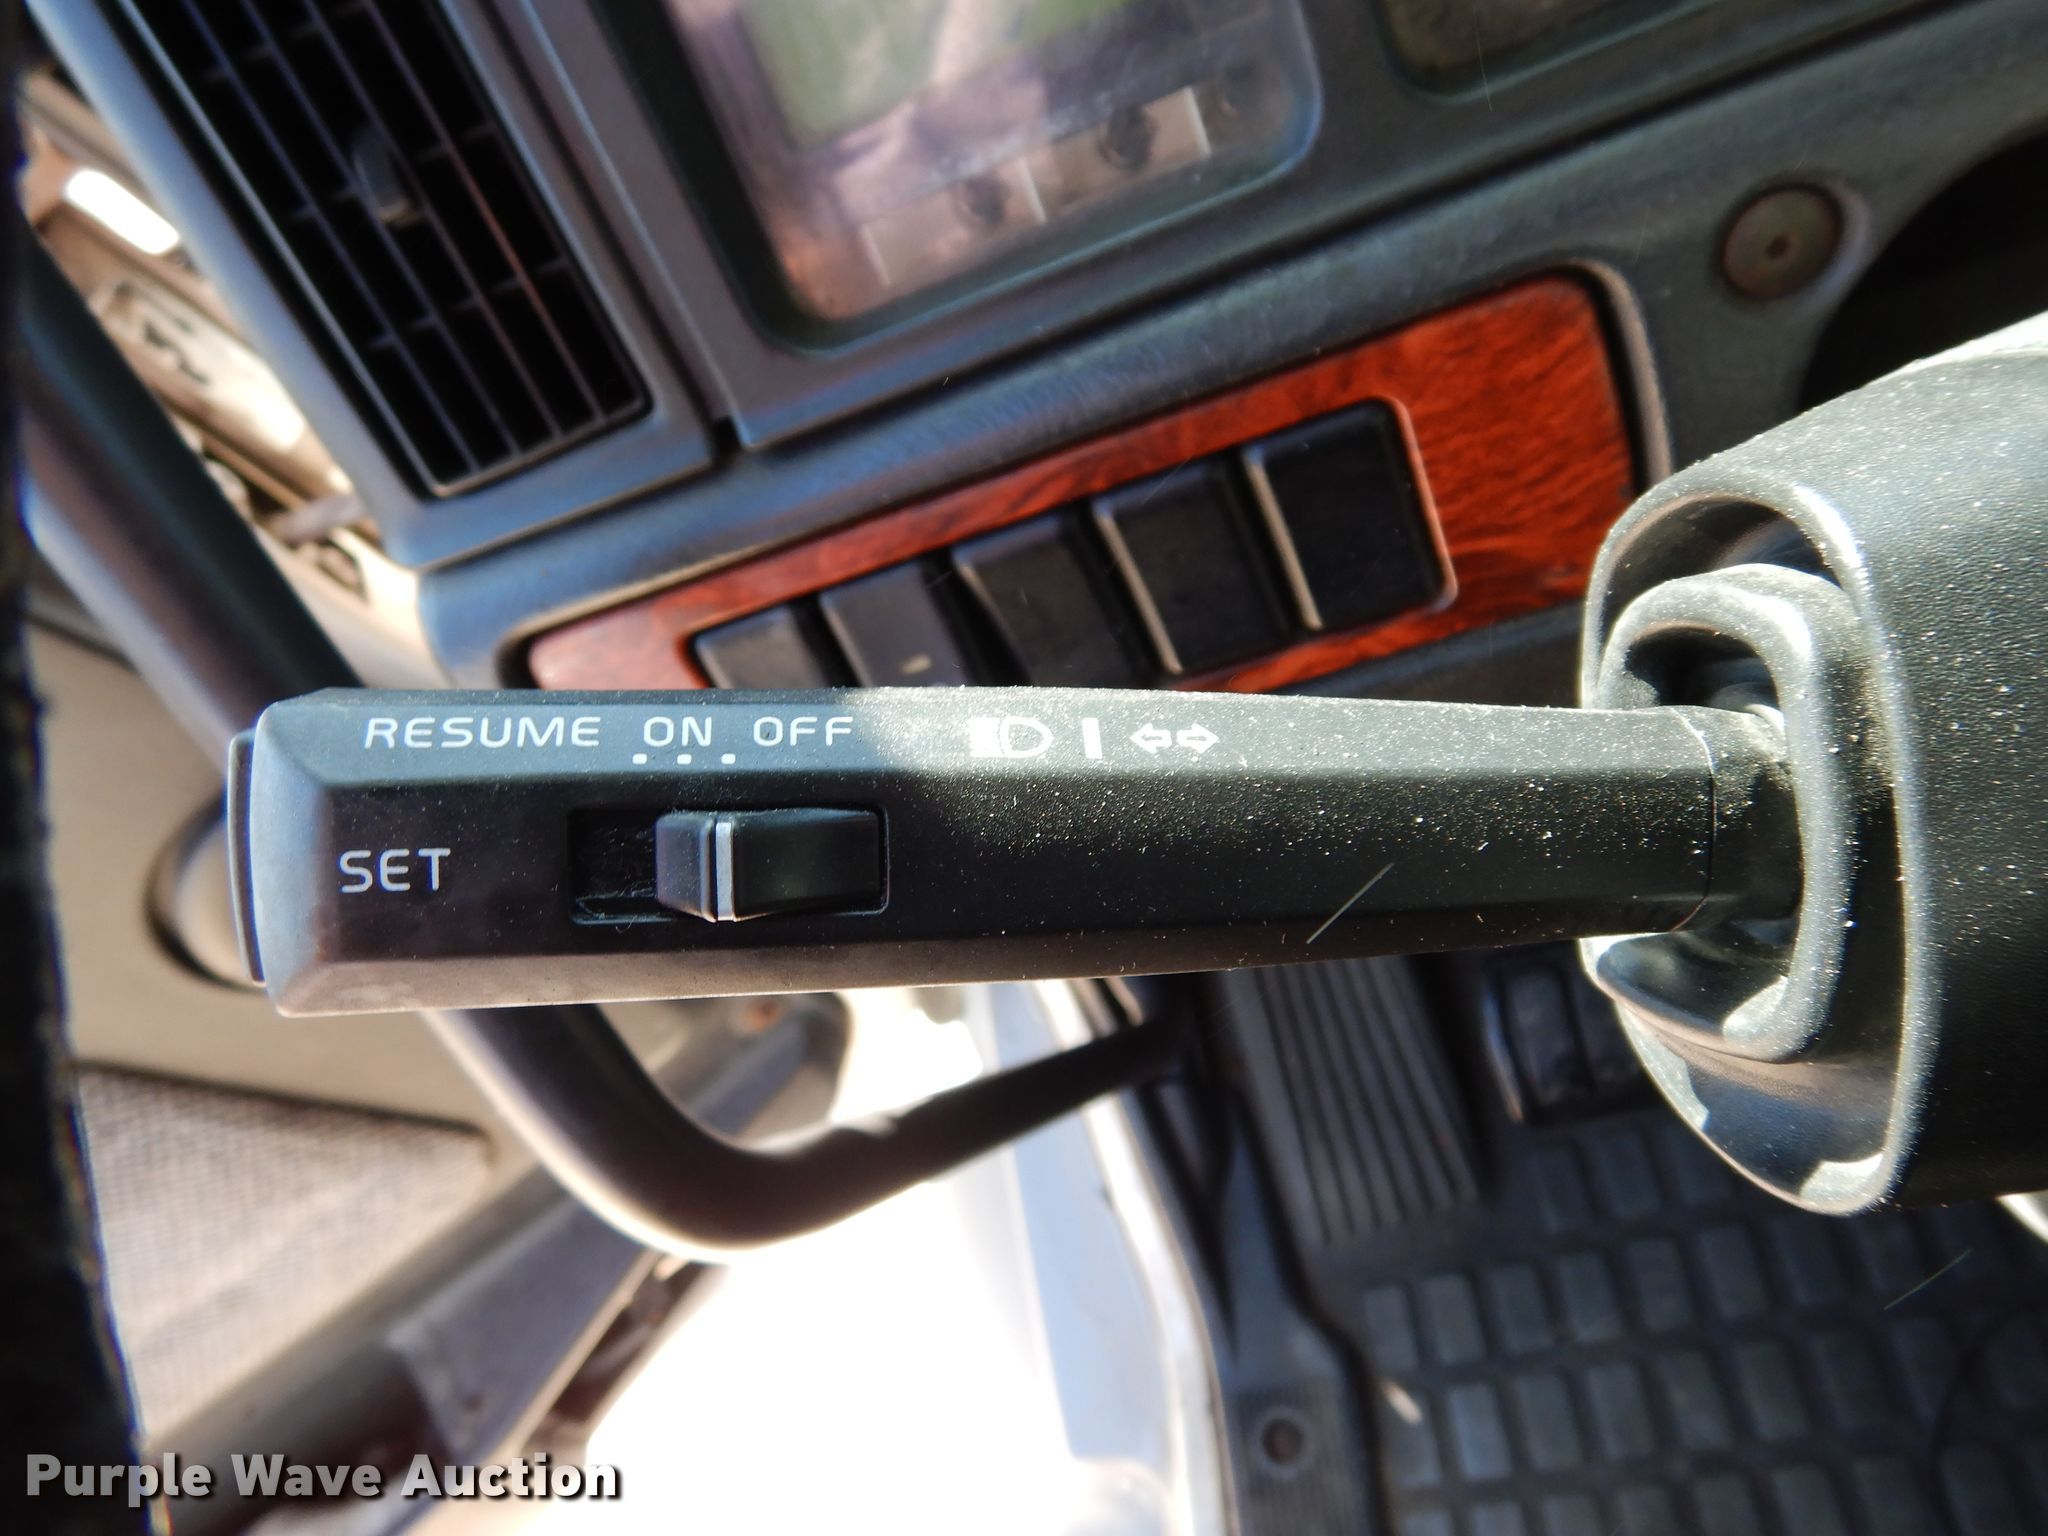 RESUME ON OFF
SET
Purple Wave Auction